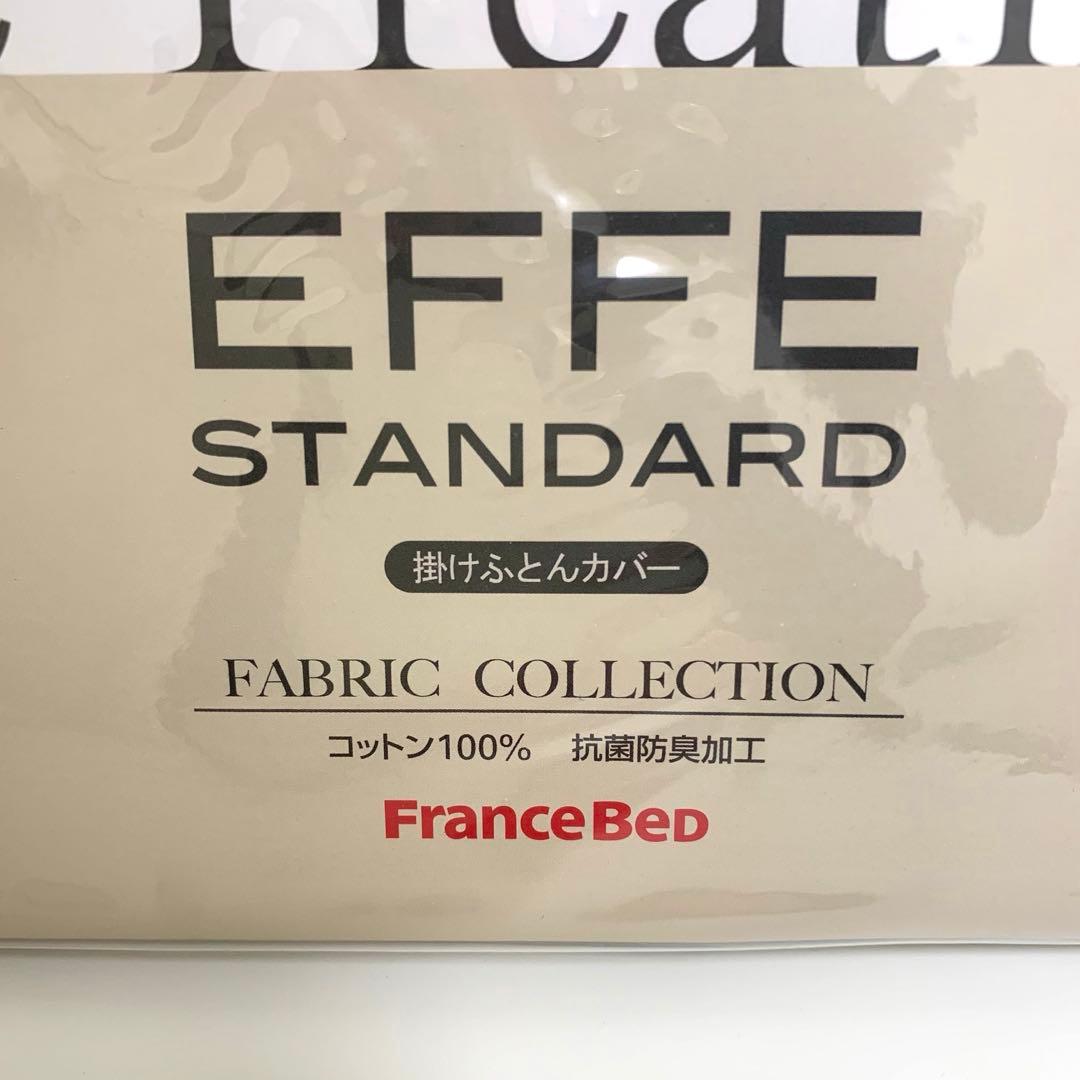 EFFE
STANDARD
掛けふとんカバー
FABRIC COLLECTION
コットン100% 抗菌防臭加工
FranceBeD